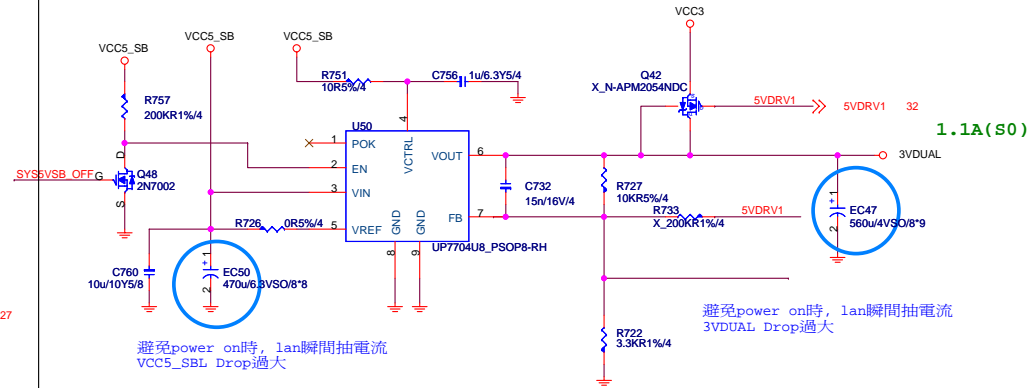 VCC3
VCC5_SB
VCC5_SB
VCC5_SB
Q42
X_N-APM2054NDC
R751
10R5%/4
C756
1u/6.3Y5/4
5VDRV1
5VDRV1
32
R757
200KR1%/4
1.1A(S0)
U50
4
1
POK
VCTRL
VOUT
6
3VDUAL
2
EN
SYS5VSB_OFF
G
D
S
Q48
2N7002
3
VIN
C732
15n/16V/4
R727
10KR5%/4
1
+
EC47
560u/4VSO/8*9
2
R726
0R5%/4
5
VREF
GND
GND
FB
7
R733
X_200KR1%/4
5VDRV1
8
9
UP7704U8_PSOP8-RH
C760
10u/10Y5/8
+
1
EC50
470u/6.3VSO/8*8
2
27
避免power on時, lan瞬間抽電流
3VDUAL Drop過大
R722
3.3KR1%/4
避免power on時, lan瞬間抽電流
VCC5_SBL Drop過大